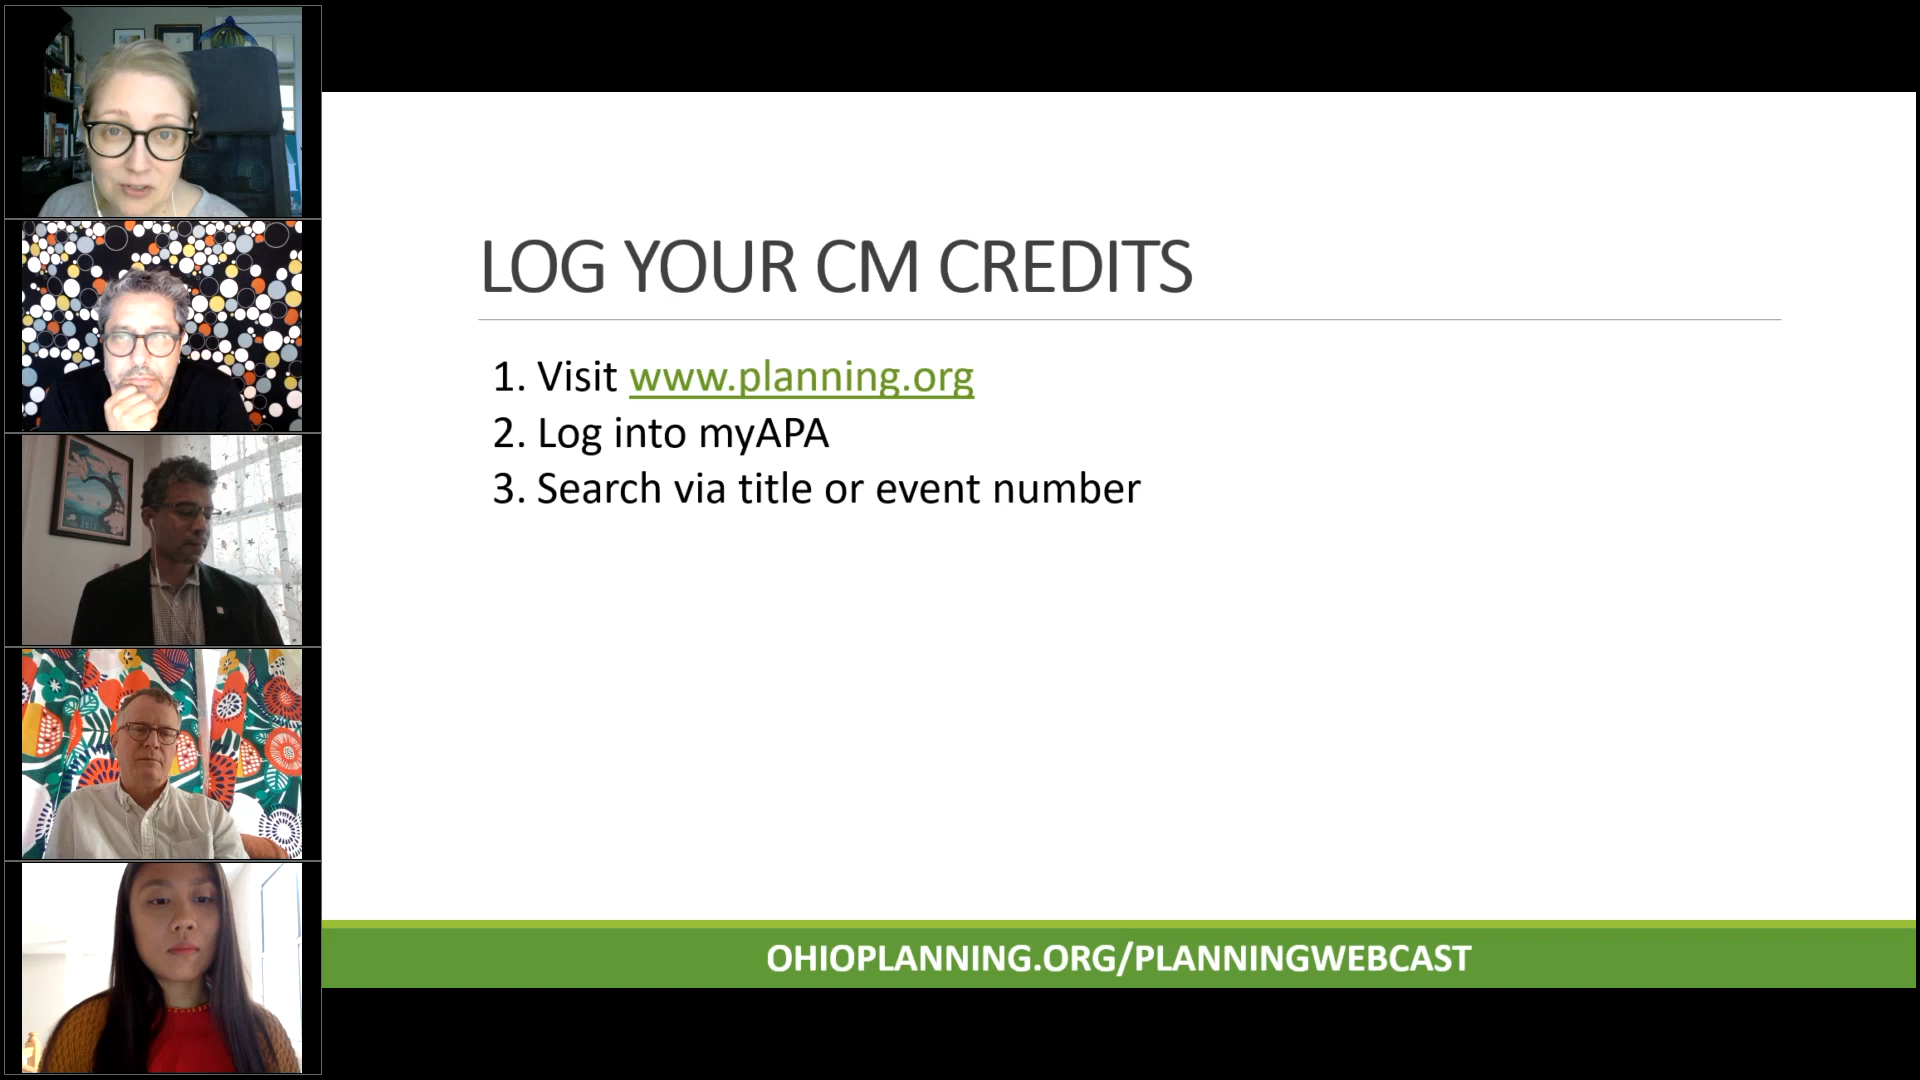 LOG YOUR CM CREDITS
1. Visit www.planning.org
2. Log into myAPA
3. Search via title or event number
OHIOPLANNING.ORG/PLANNINGWEBCAST